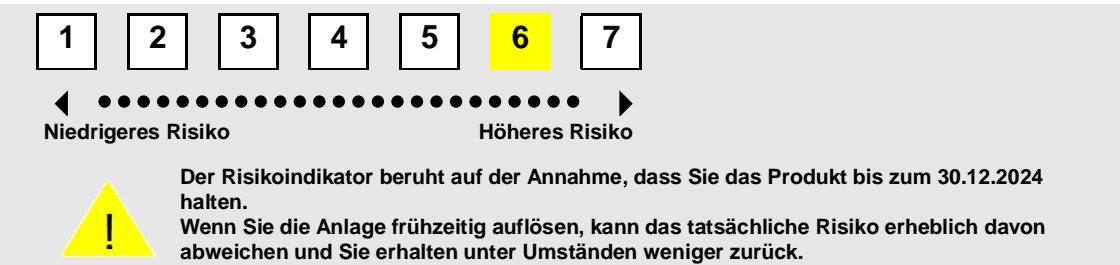 1 2 3 4 5 6 7
Niedrigeres Risiko Höheres Risiko
Der Risikoindikator beruht auf der Annahme, dass Sie das Produkt bis zum 30.12.2024
halten.
Wenn Sie die Anlage frühzeitig auflösen, kann das tatsächliche Risiko erheblich davon
abweichen und Sie erhalten unter Umständen weniger zurück.
!